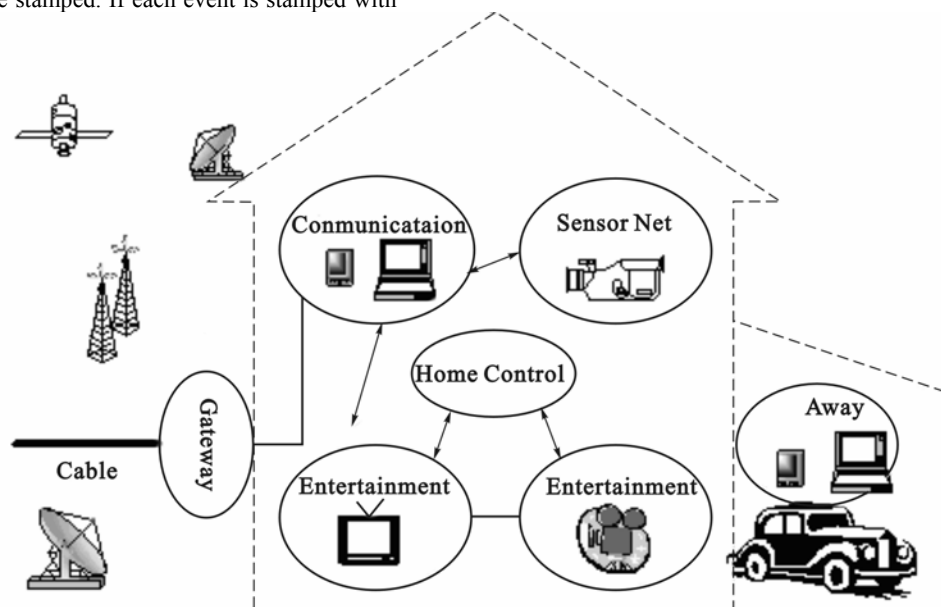 e stamped. If each event is stamped with
Conmunicataion
Sensor Net
Home Control
Gateway
Cable
Entertainment
Entertainment
Away